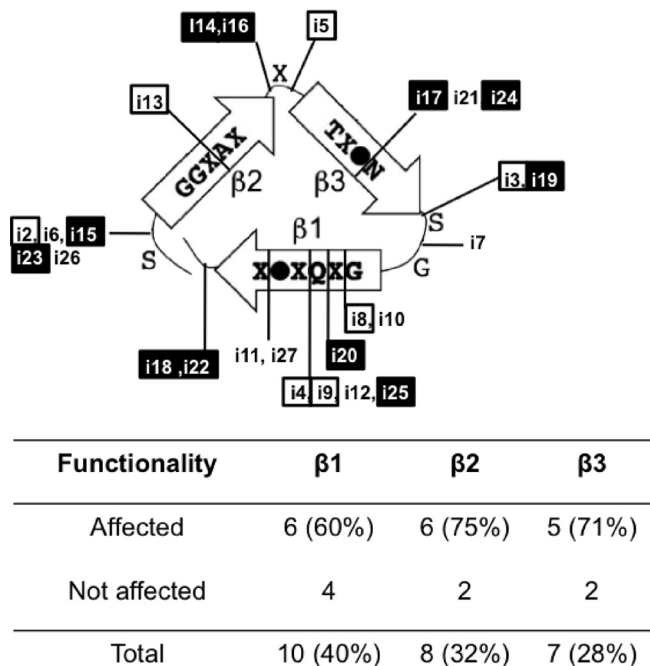 I14,i16
i5
X
i13
i17 i21 i24
GGXAX
TX●N
β2
β3
i3, i19
β1
S
i2, i6, i15
i7
i23 i26
S
G
X●XQXG
i8, i10
i11, i27
i20
i18 ,i22
i4, i9, i12, i25
Functionality β1 β2 β3
Affected 6 (60%) 6 (75%) 5 (71%)
Not affected 4 2 2
Total 10 (40%) 8 (32%) 7 (28%)